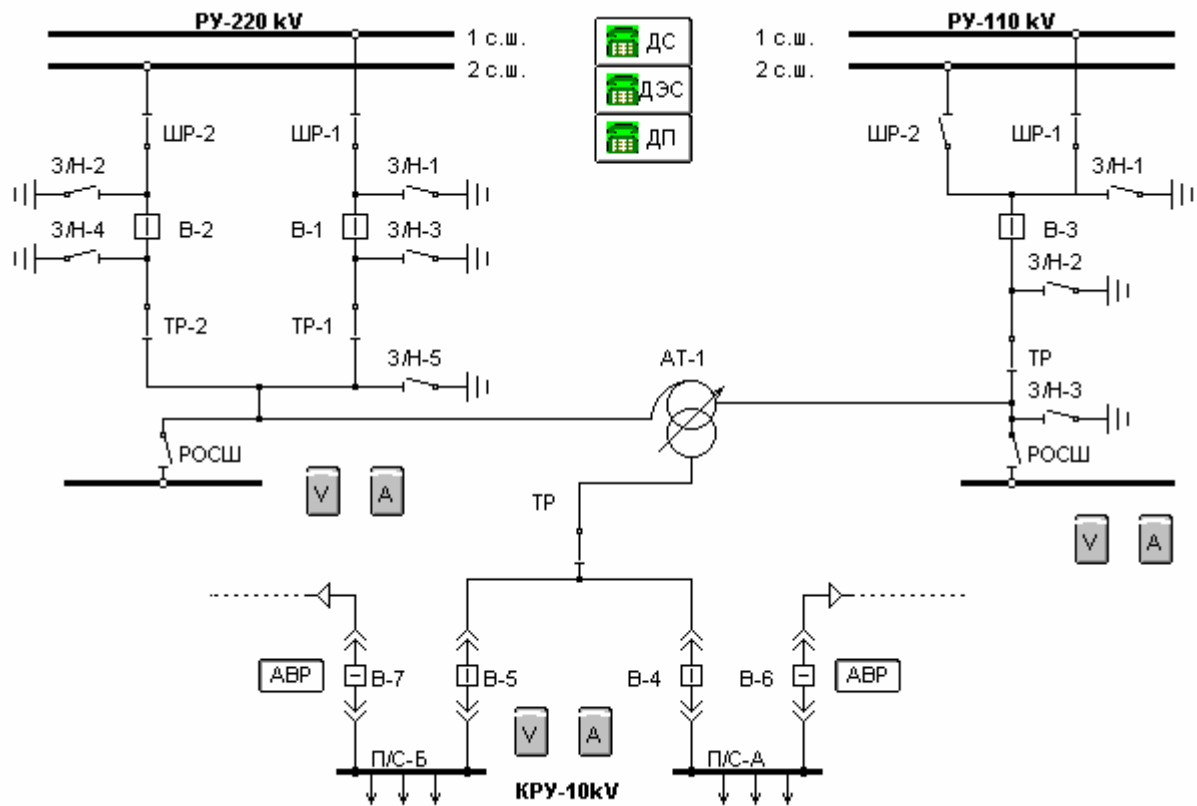 РУ-220 kV
РУ-110 kV
1 с.ш.
2 с.ш.
ДС
ДЭС
ДП
1 с.ш.
2 с.ш.
ШР-2
ШР-1
ШР-2
ШР-1
З/Н-2
З/Н-1
З/Н-1
З/Н-4
В-2
В-1
З/Н-3
В-3
З/Н-2
ТР-2
ТР-1
З/Н-5
АТ-1
ТР
З/Н-3
РОСШ
РОСШ
V
A
ТР
V
A
АВР
В-7
В-5
В-4
В-6
АВР
V
A
П/С-Б
П/С-А
КРУ-10kV